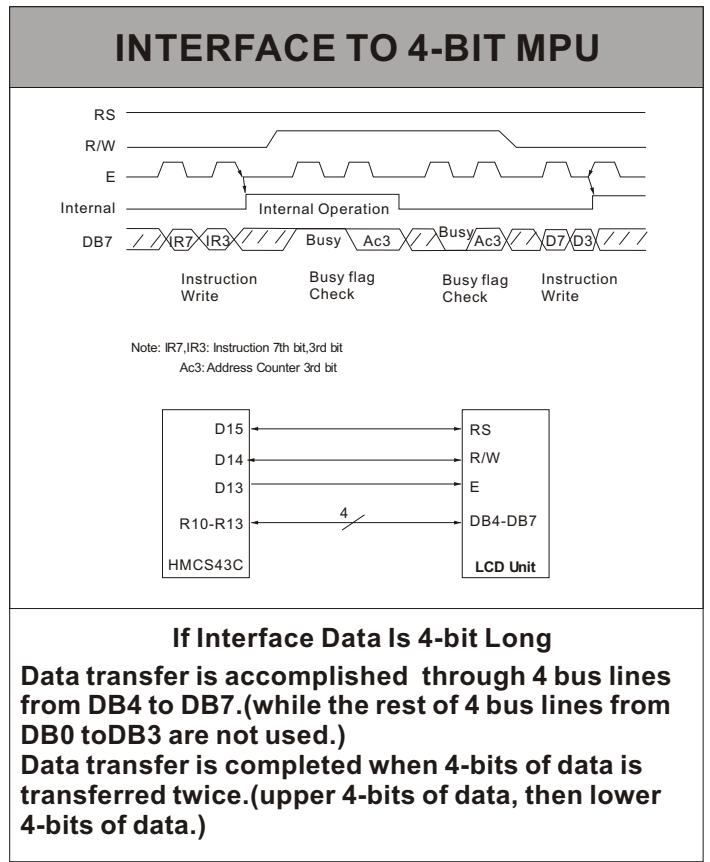 INTERFACE TO 4-BIT MPU
RS
R/W
E
Internal
Internal Operation
DB7
IR7 IR3 Busy Ac3 Busy Ac3 D7 D3
Instruction Write
Busy flag Check
Busy flag Check
Instruction Write
Note: IR7,IR3: Instruction 7th bit,3rd bit
Ac3: Address Counter 3rd bit
D15 RS
D14 R/W
D13 E
R10-R13 4 DB4-DB7
HMCS43C LCD Unit
If Interface Data Is 4-bit Long
Data transfer is accomplished through 4 bus lines
from DB4 to DB7.(while the rest of 4 bus lines from
DB0 toDB3 are not used.)
Data transfer is completed when 4-bits of data is
transferred twice.(upper 4-bits of data, then lower
4-bits of data.)